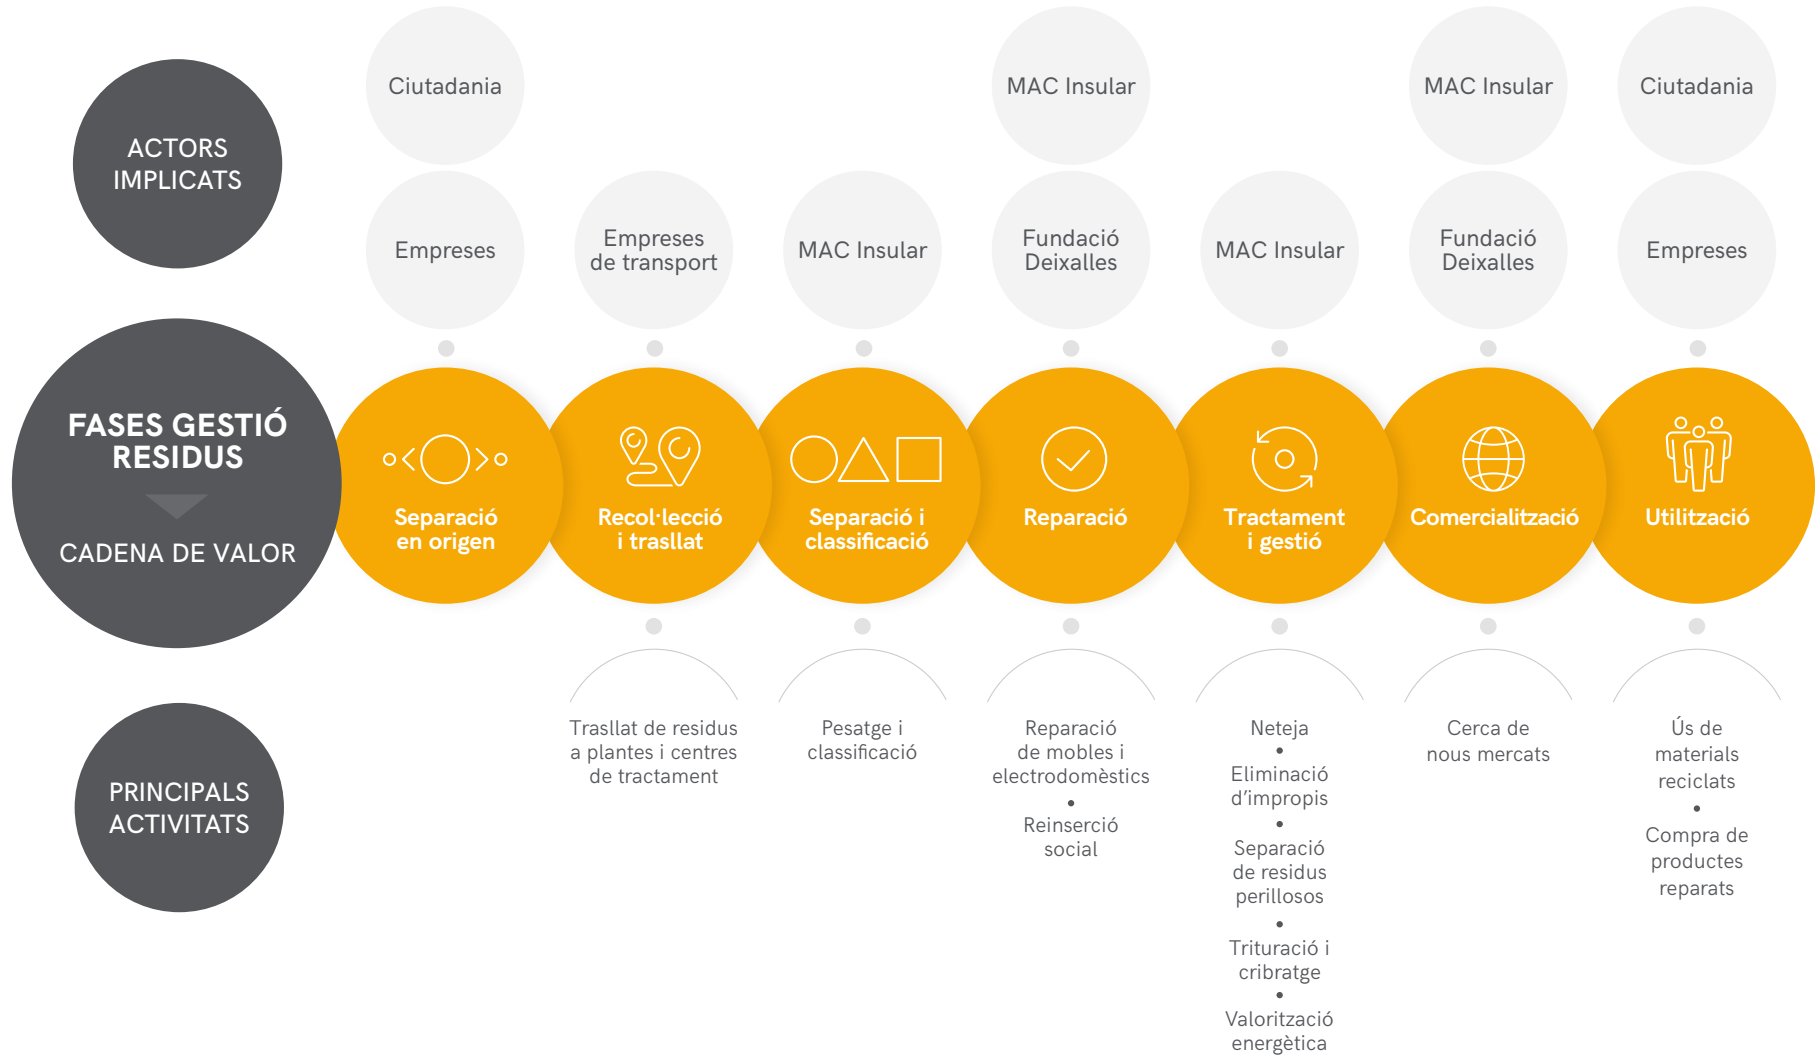 ACTORS
IMPLICATS
Ciutadania
MAC Insular
MAC Insular
Ciutadania
Empreses
Empreses
de transport
MAC Insular
Fundació
Deixalles
MAC Insular
Fundació
Deixalles
Empreses
FASES GESTIÓ
RESIDUS
CADENA DE VALOR
Separació
en origen
Recol·lecció
i trasllat
Separació i
classificació
Reparació
Tractament
i gestió
Comercialització
Utilització
PRINCIPALS
ACTIVITATS
Trasllat de residus
a plantes i centres
de tractament
Pesatge i
classificació
Reparació
de mobles i
electrodomèstics
•
Reinserció
social
Neteja
•
Eliminació
d’impropis
•
Separació
de residus
perillosos
•
Trituració i
cribratge
•
Valorització
energètica
Cerca de
nous mercats
Ús de
materials
reciclats
•
Compra de
productes
reparats